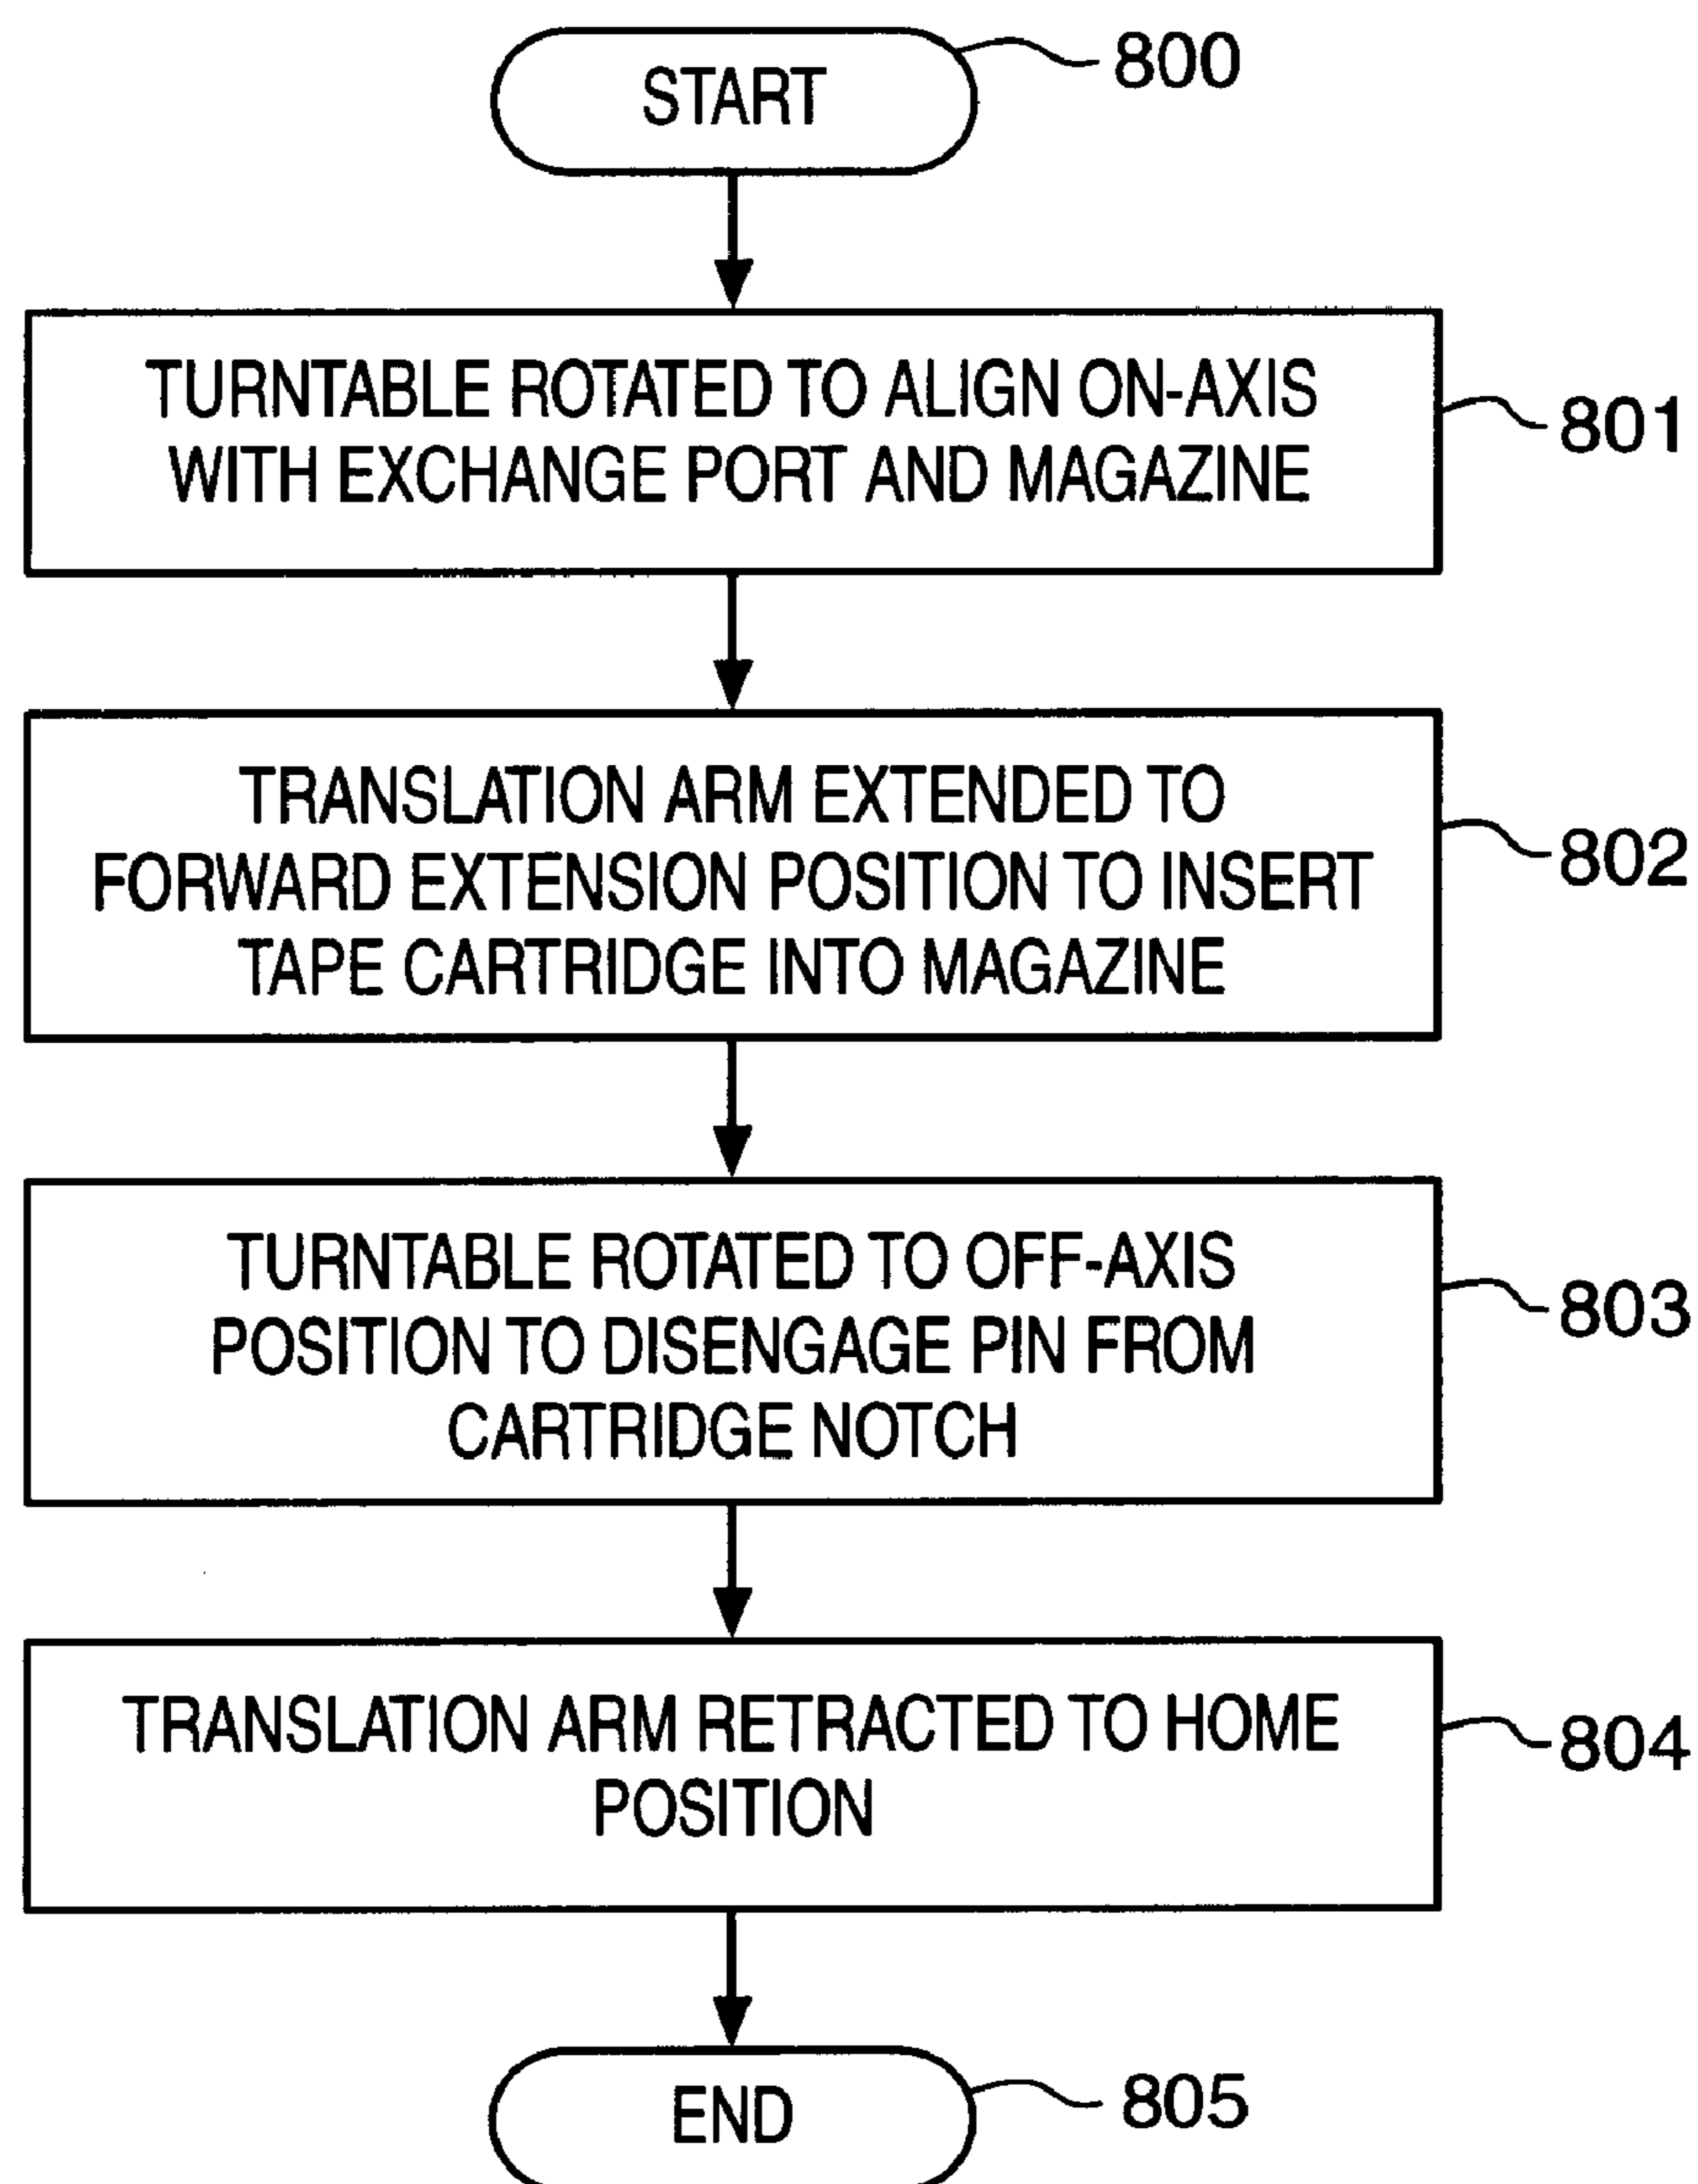 START
800
TURNTABLE ROTATED TO ALIGN ON-AXIS
WITH EXCHANGE PORT AND MAGAZINE
801
TRANSLATION ARM EXTENDED TO
FORWARD EXTENSION POSITION TO INSERT
TAPE CARTRIDGE INTO MAGAZINE
802
TURNTABLE ROTATED TO OFF-AXIS
POSITION TO DISENGAGE PIN FROM
CARTRIDGE NOTCH
803
TRANSLATION ARM RETRACTED TO HOME
POSITION
804
END
805